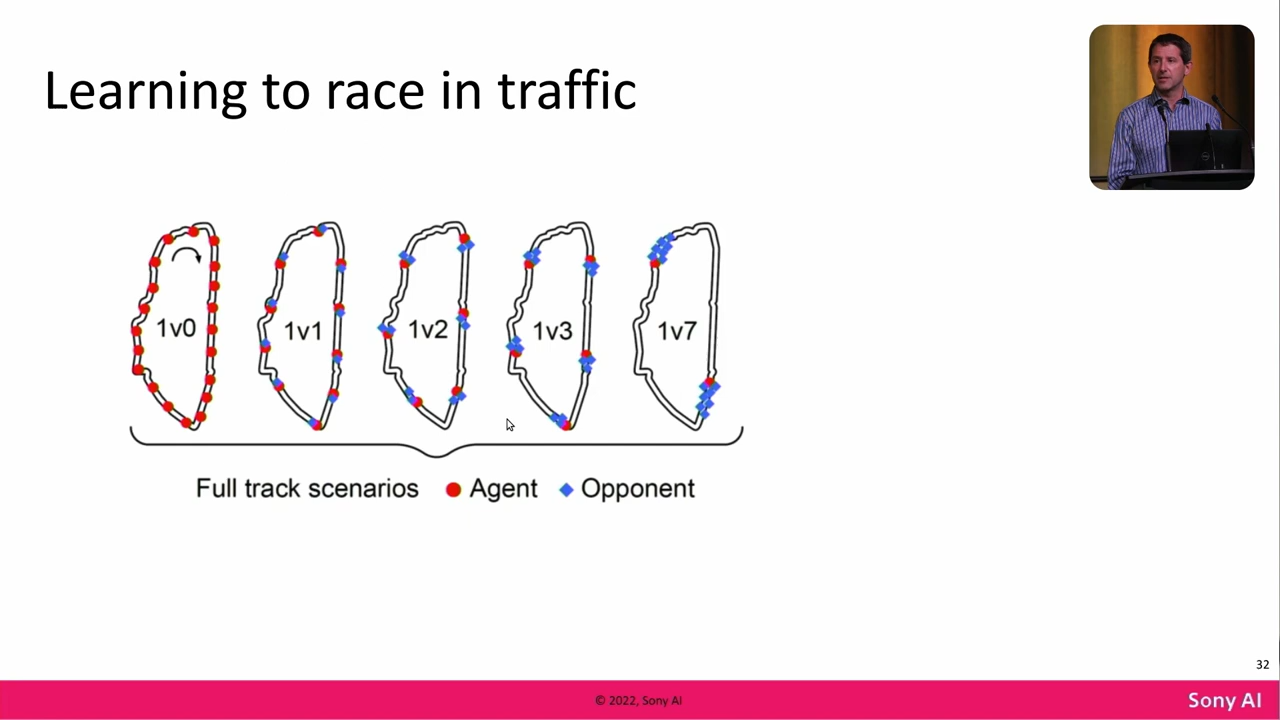 Learning to race in traffic
1v0
1v1
1v2
1v3
1v7
Full track scenarios
Agent
Opponent
32
© 2022, Sony AI
Sony AI